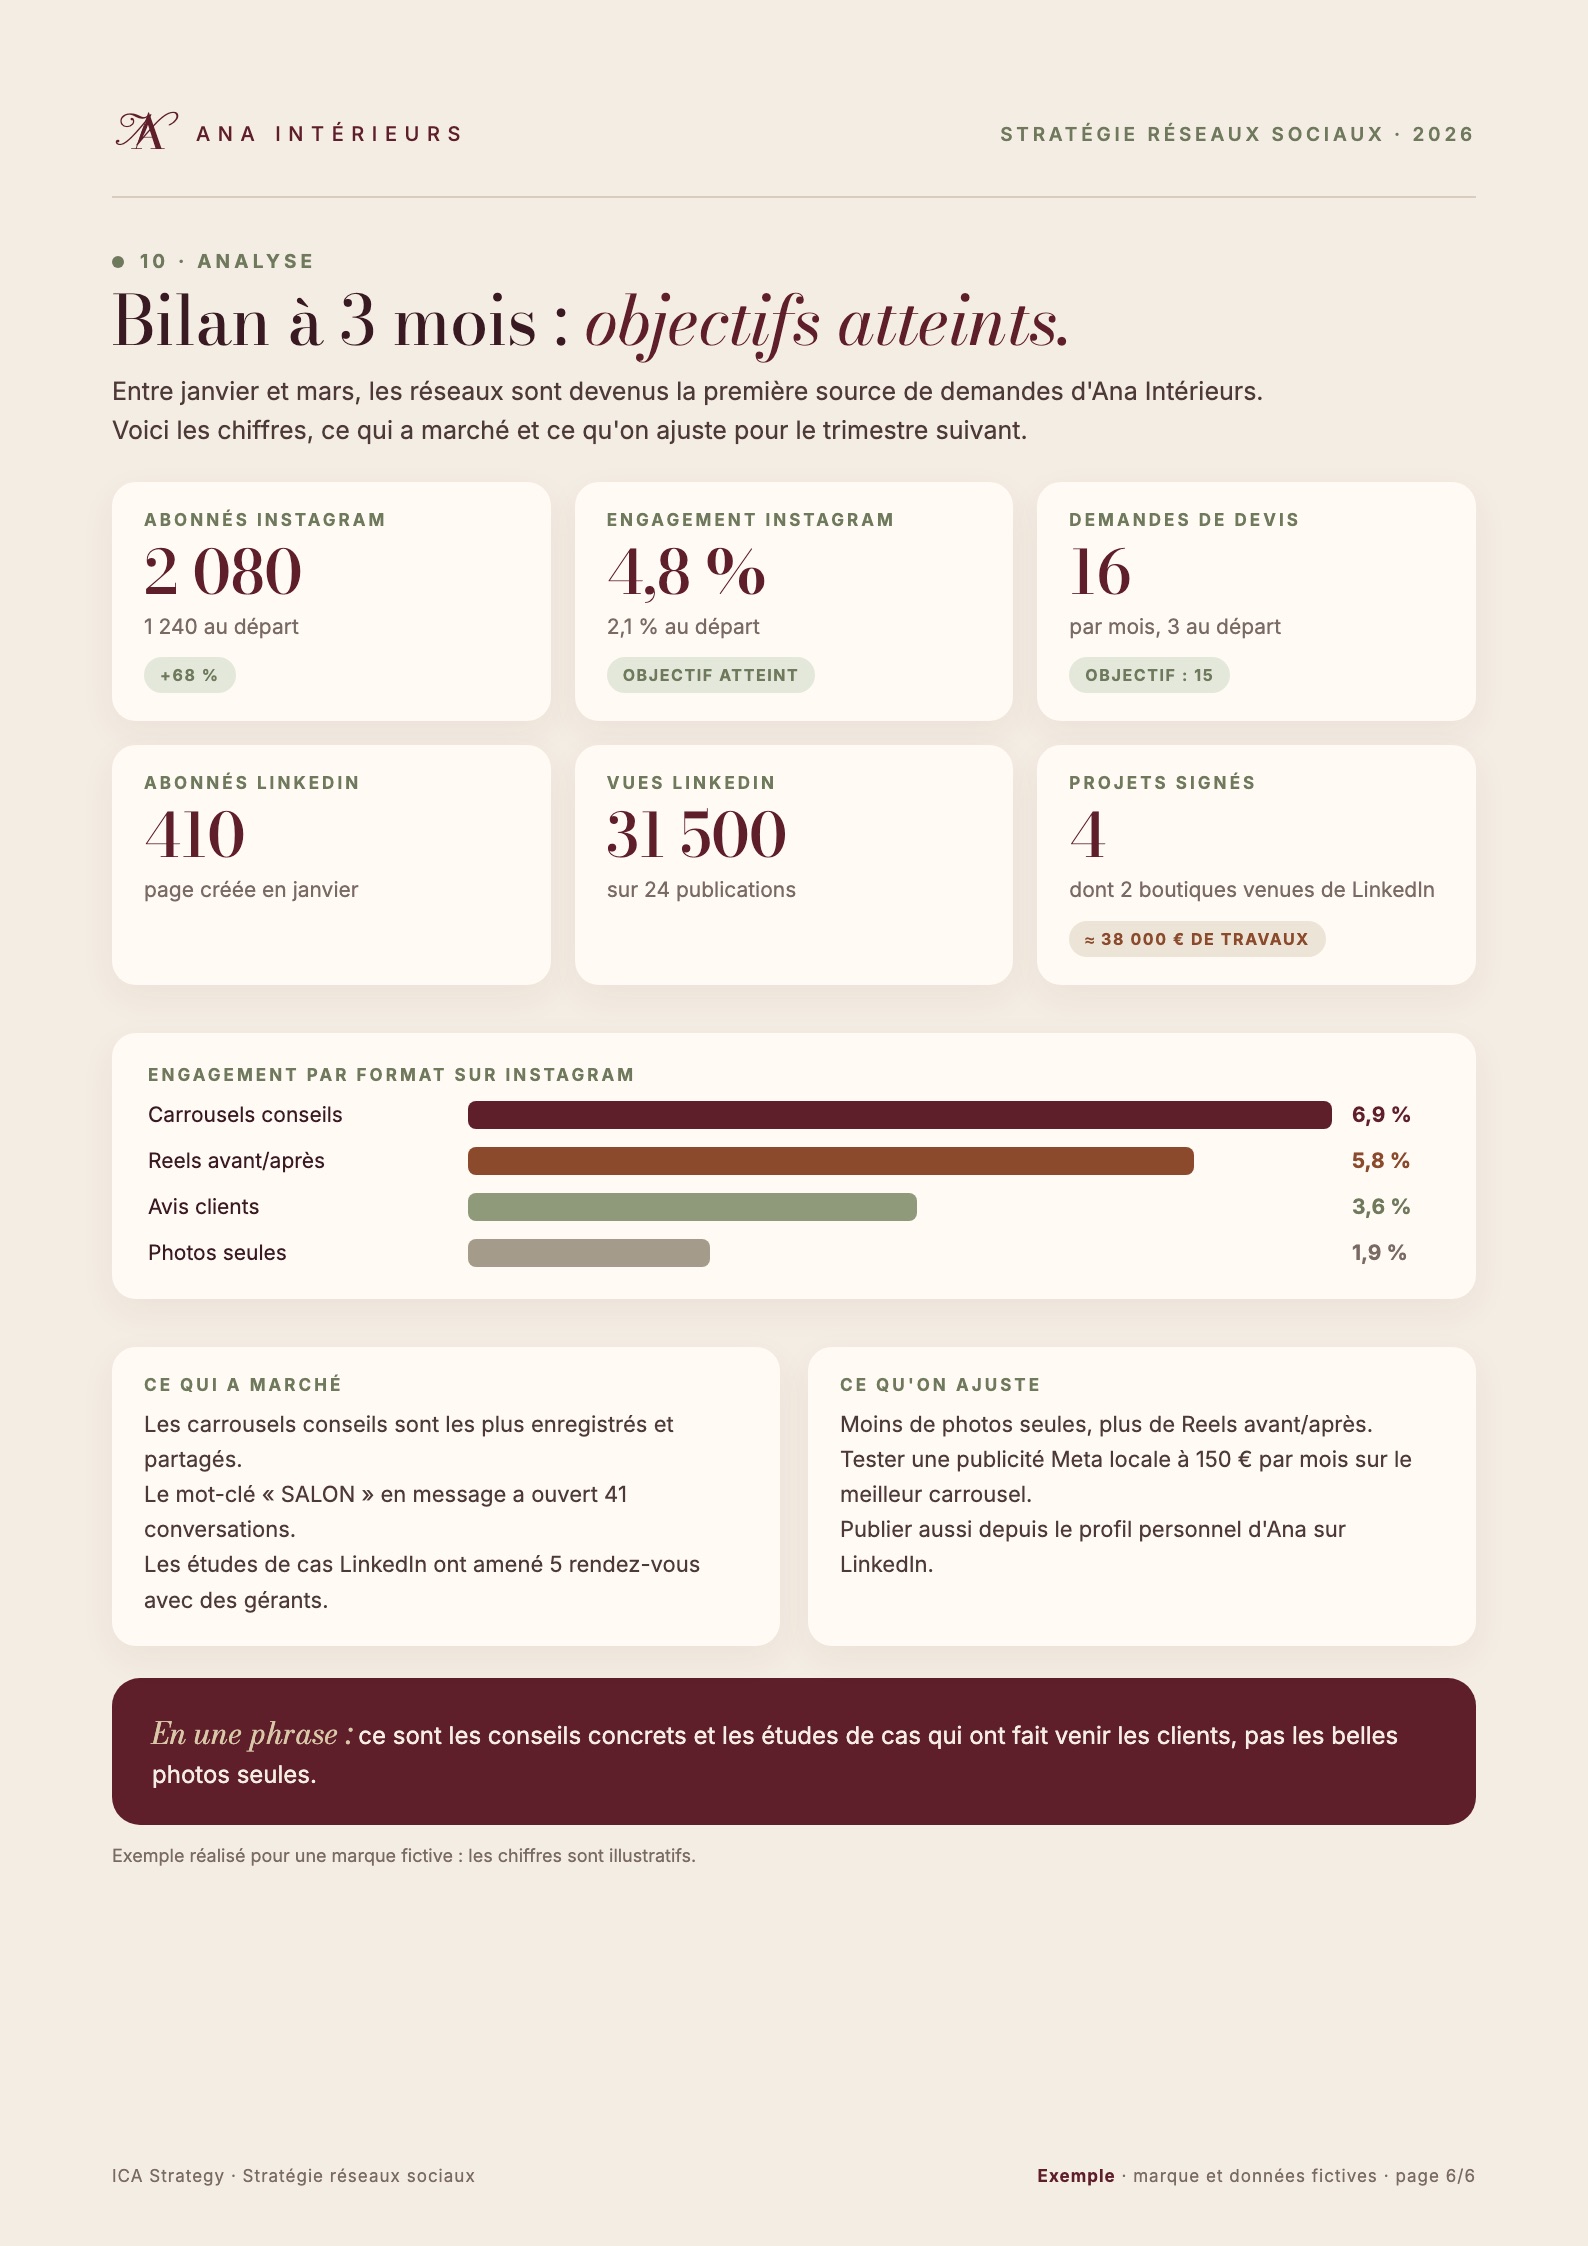 ANA INTÉRIEURS
STRATÉGIE RÉSEAUX SOCIAUX · 2026
10 · ANALYSE
Bilan à 3 mois : objectifs atteints.
Entre janvier et mars, les réseaux sont devenus la première source de demandes d'Ana Intérieurs.
Voici les chiffres, ce qui a marché et ce qu'on ajuste pour le trimestre suivant.
ABONNÉS INSTAGRAM
2 080
1 240 au départ
+68 %
ENGAGEMENT INSTAGRAM
4,8 %
2,1 % au départ
OBJECTIF ATTEINT
DEMANDES DE DEVIS
16
par mois, 3 au départ
OBJECTIF : 15
ABONNÉS LINKEDIN
410
page créée en janvier
VUES LINKEDIN
31 500
sur 24 publications
PROJETS SIGNÉS
4
dont 2 boutiques venues de LinkedIn
≈ 38 000 € DE TRAVAUX
ENGAGEMENT PAR FORMAT SUR INSTAGRAM
Carrousels conseils 6,9 %
Reels avant/après 5,8 %
Avis clients 3,6 %
Photos seules 1,9 %
CE QUI A MARCHÉ
Les carrousels conseils sont les plus enregistrés et
partagés.
Le mot-clé « SALON » en message a ouvert 41
conversations.
Les études de cas LinkedIn ont amené 5 rendez-vous
avec des gérants.
CE QU'ON AJUSTE
Moins de photos seules, plus de Reels avant/après.
Tester une publicité Meta locale à 150 € par mois sur le
meilleur carrousel.
Publier aussi depuis le profil personnel d'Ana sur
LinkedIn.
En une phrase : ce sont les conseils concrets et les études de cas qui ont fait venir les clients, pas les belles
photos seules.
Exemple réalisé pour une marque fictive : les chiffres sont illustratifs.
ICA Strategy · Stratégie réseaux sociaux
Exemple · marque et données fictives · page 6/6